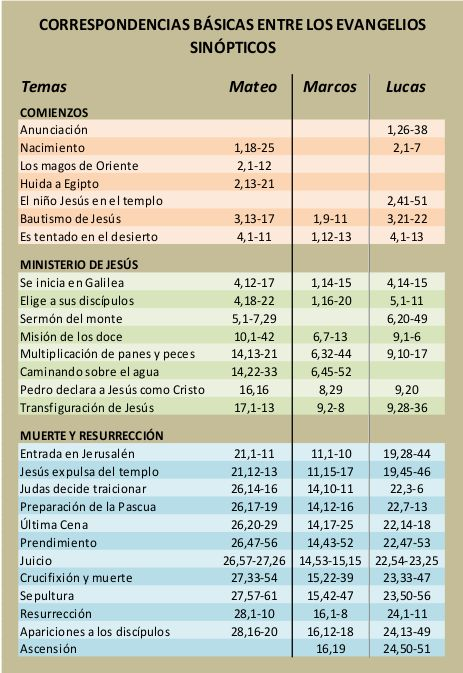 CORRESPONDENCIAS BÁSICAS ENTRE LOS EVANGELIOS
SINÓPTICOS
Temas Mateo Marcos Lucas
COMIENZOS
Anunciación 1,26-38
Nacimiento 1,18-25 2,1-7
Los magos de Oriente 2,1-12
Huida a Egipto 2,13-21
El niño Jesús en el templo 2,41-51
Bautismo de Jesús 3,13-17 1,9-11 3,21-22
Es tentado en el desierto 4,1-11 1,12-13 4,1-13
MINISTERIO DE JESÚS
Se inicia en Galilea 4,12-17 1,14-15 4,14-15
Elige a sus discípulos 4,18-22 1,16-20 5,1-11
Sermón del monte 5,1-7,29 6,20-49
Misión de los doce 10,1-42 6,7-13 9,1-6
Multiplicación de panes y peces 14,13-21 6,32-44 9,10-17
Caminando sobre el agua 14,22-33 6,45-52
Pedro declara a Jesús como Cristo 16,16 8,29 9,20
Transfiguración de Jesús 17,1-13 9,2-8 9,28-36
MUERTE Y RESURRECCIÓN
Entrada en Jerusalén 21,1-11 11,1-10 19,28-44
Jesús expulsa del templo 21,12-13 11,15-17 19,45-46
Judas decide traicionar 26,14-16 14,10-11 22,3-6
Preparación de la Pascua 26,17-19 14,12-16 22,7-13
Última Cena 26,20-29 14,17-25 22,14-18
Prendimiento 26,47-56 14,43-52 22,47-53
Juicio 26,57-27,26 14,53-15,15 22,54-23,25
Crucifixión y muerte 27,33-54 15,22-39 23,33-47
Sepultura 27,57-61 15,42-47 23,50-56
Resurrección 28,1-10 16,1-8 24,1-11
Apariciones a los discípulos 28,16-20 16,12-18 24,13-49
Ascensión 16,19 24,50-51